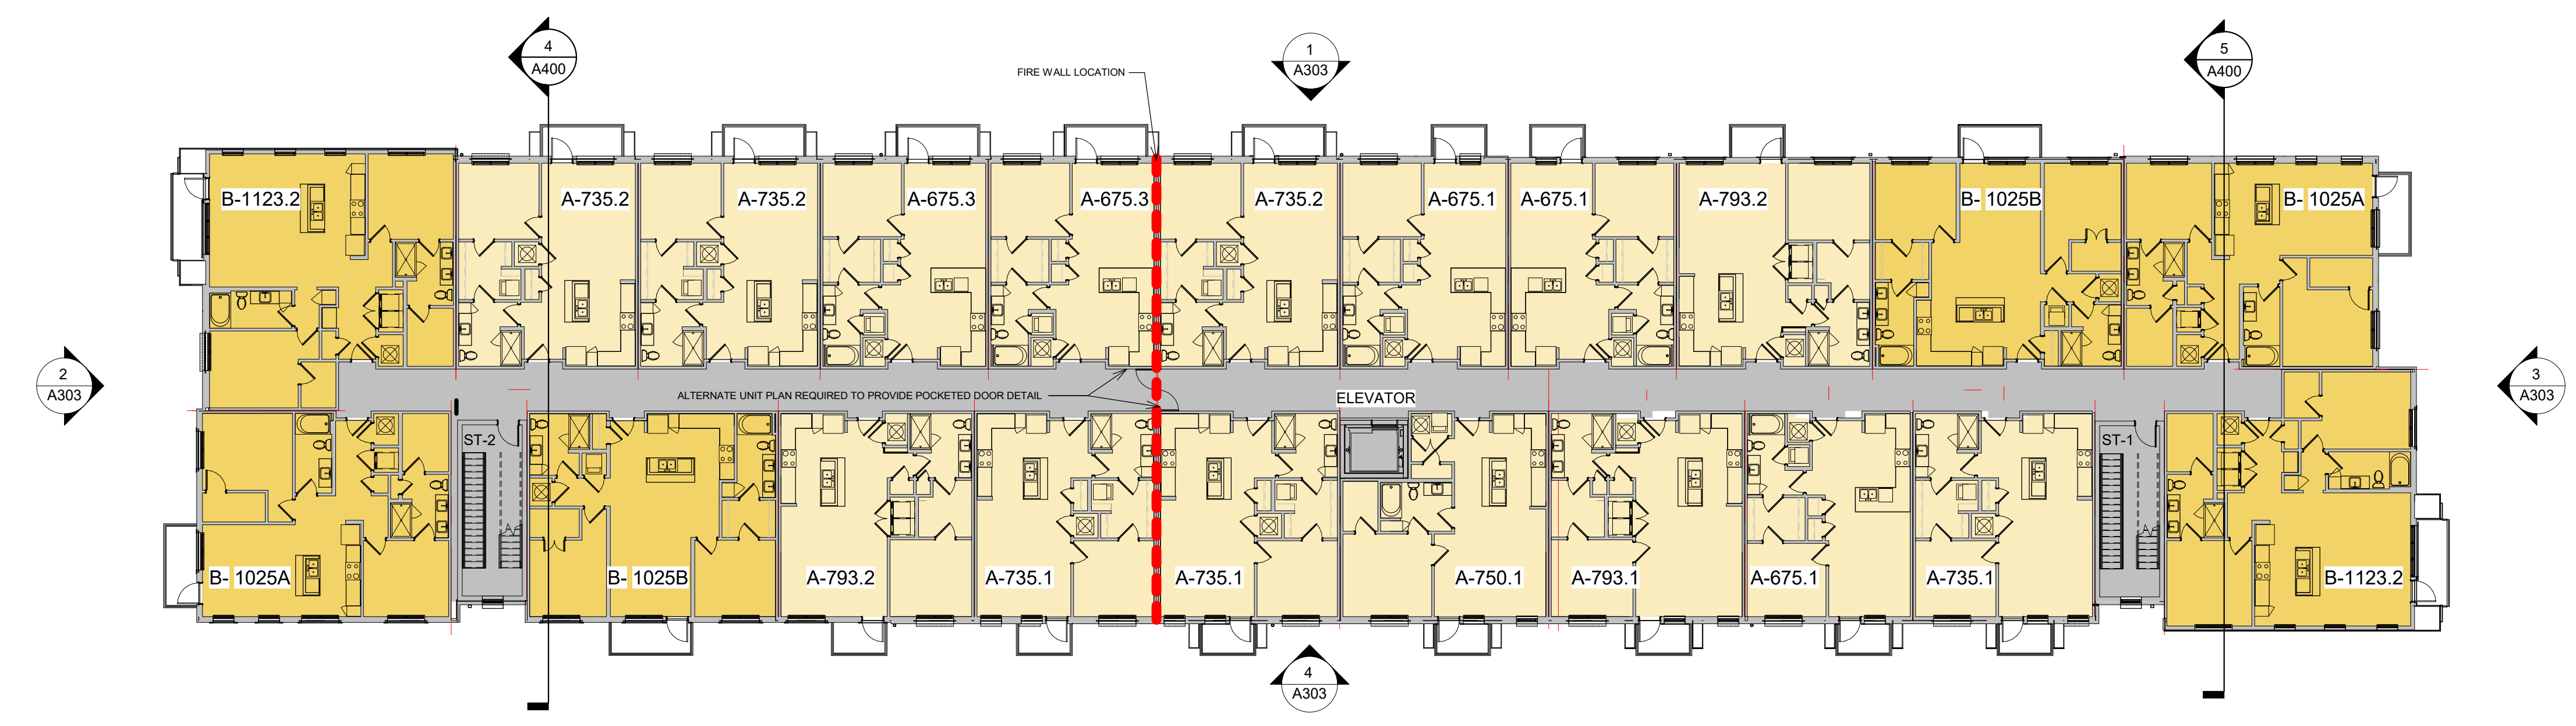 4
A400
1
A303
5
A400
FIRE WALL LOCATION
B-1123.2
A-735.2
A-735.2
A-675.3
A-675.3
A-735.2
A-675.1
A-675.1
A-793.2
B- 1025B
B- 1025A
2
A303
3
A303
ALTERNATE UNIT PLAN REQUIRED TO PROVIDE POCKETED DOOR DETAIL
ELEVATOR
ST-2
ST-1
B- 1025A
B- 1025B
A-793.2
A-735.1
A-735.1
A-750.1
A-793.1
A-675.1
A-735.1
B-1123.2
4
A303